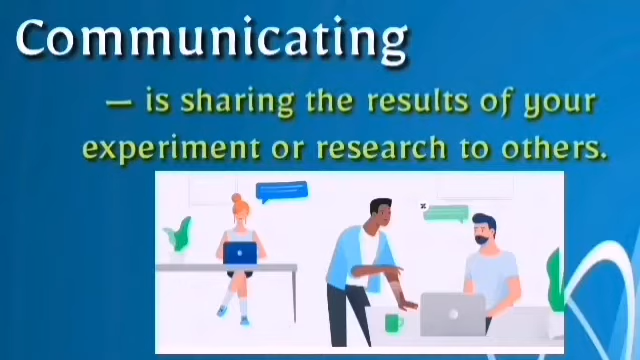 Communicating
— is sharing the results of your
experiment or research to others.